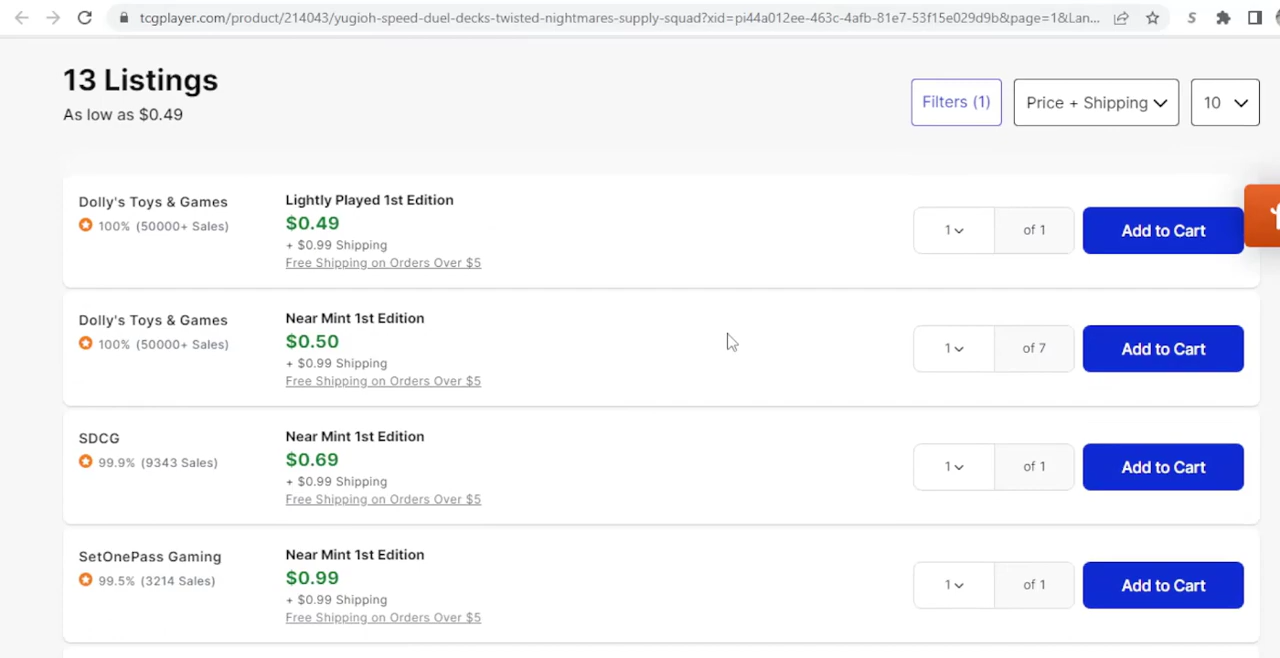 tcgplayer.com/product/214043/yugioh-speed-duel-decks-twisted-nightmares-supply-squad?xid=pi44a012ee-463c-4afb-81e7-53f15e029d9b&page=1&Lan...
13 Listings
As low as $0.49
Filters (1)
Price + Shipping
10
Dolly's Toys & Games
100% (50000+ Sales)
Lightly Played 1st Edition
$0.49
+ $0.99 Shipping
Free Shipping on Orders Over $5
1
of 1
Add to Cart
Dolly's Toys & Games
100% (50000+ Sales)
Near Mint 1st Edition
$0.50
+ $0.99 Shipping
Free Shipping on Orders Over $5
1
of 7
Add to Cart
SDCG
99.9% (9343 Sales)
Near Mint 1st Edition
$0.69
+ $0.99 Shipping
Free Shipping on Orders Over $5
1
of 1
Add to Cart
SetOnePass Gaming
99.5% (3214 Sales)
Near Mint 1st Edition
$0.99
+ $0.99 Shipping
Free Shipping on Orders Over $5
1
of 1
Add to Cart